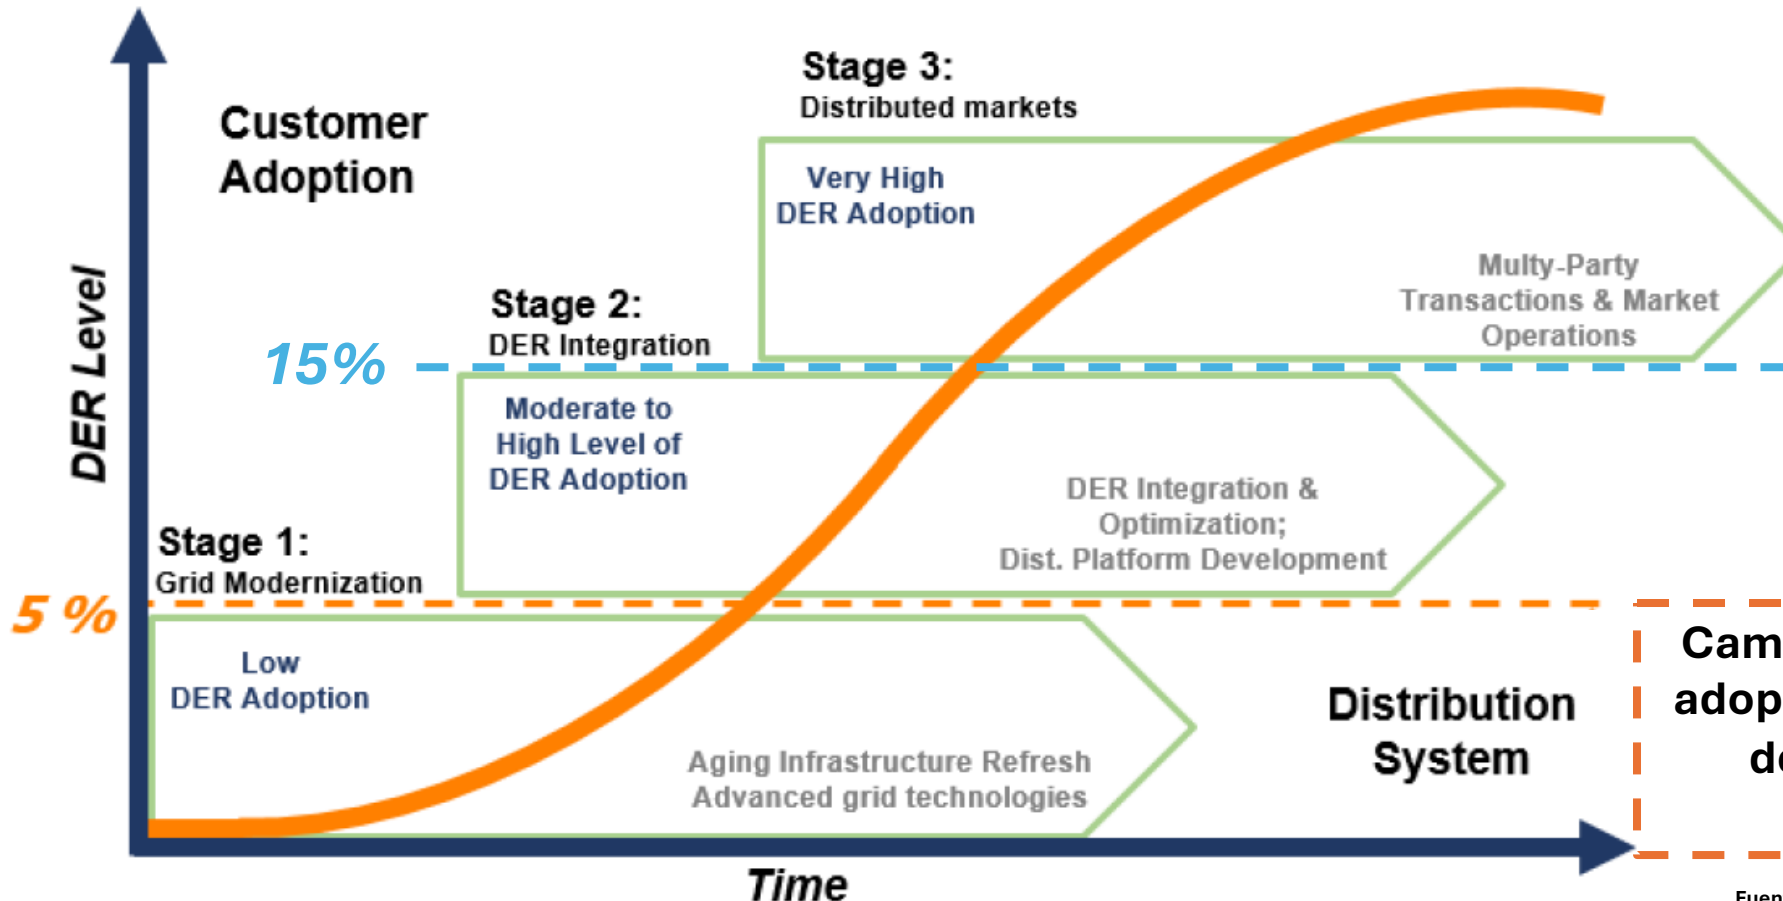 Customer
Adoption
Stage 3:
Distributed markets
Very High
DER Adoption
Multy-Party
Transactions & Market
Operations
Stage 2:
DER Integration
15%
Moderate to
High Level of
DER Adoption
DER Integration &
Optimization;
Dist. Platform Development
DER Level
Stage 1:
Grid Modernization
5 %
Low
DER Adoption
Aging Infrastructure Refresh
Advanced grid technologies
Distribution
System
Time